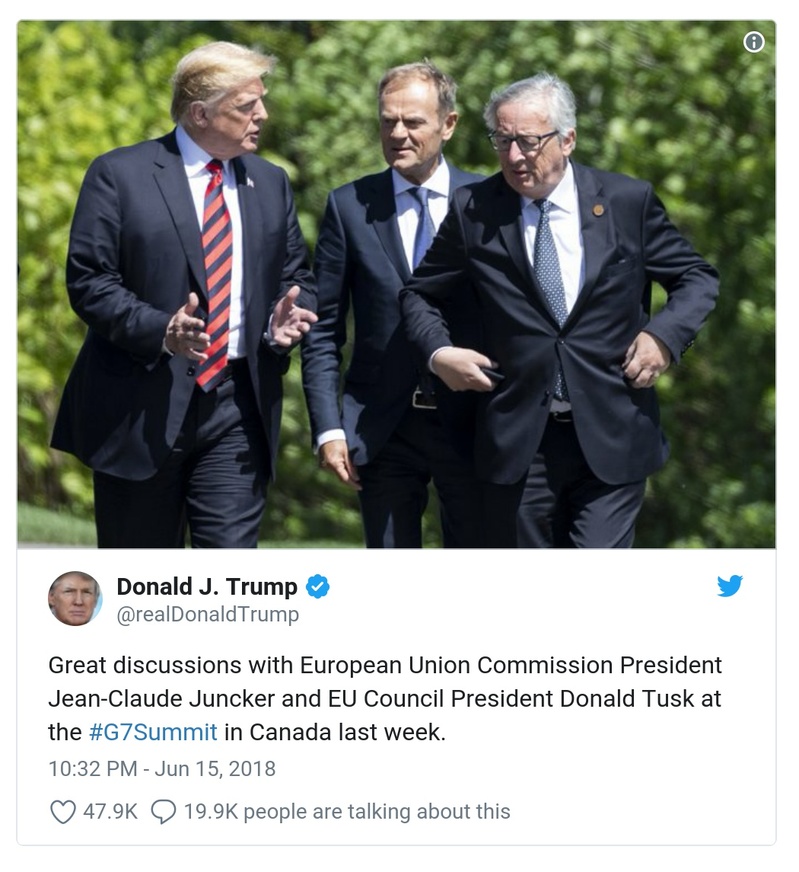 Donald J. Trump
@realDonaldTrump
Great discussions with European Union Commission President
Jean-Claude Juncker and EU Council President Donald Tusk at
the #G7Summit in Canada last week.
10:32 PM - Jun 15, 2018
47.9K 19.9K people are talking about this